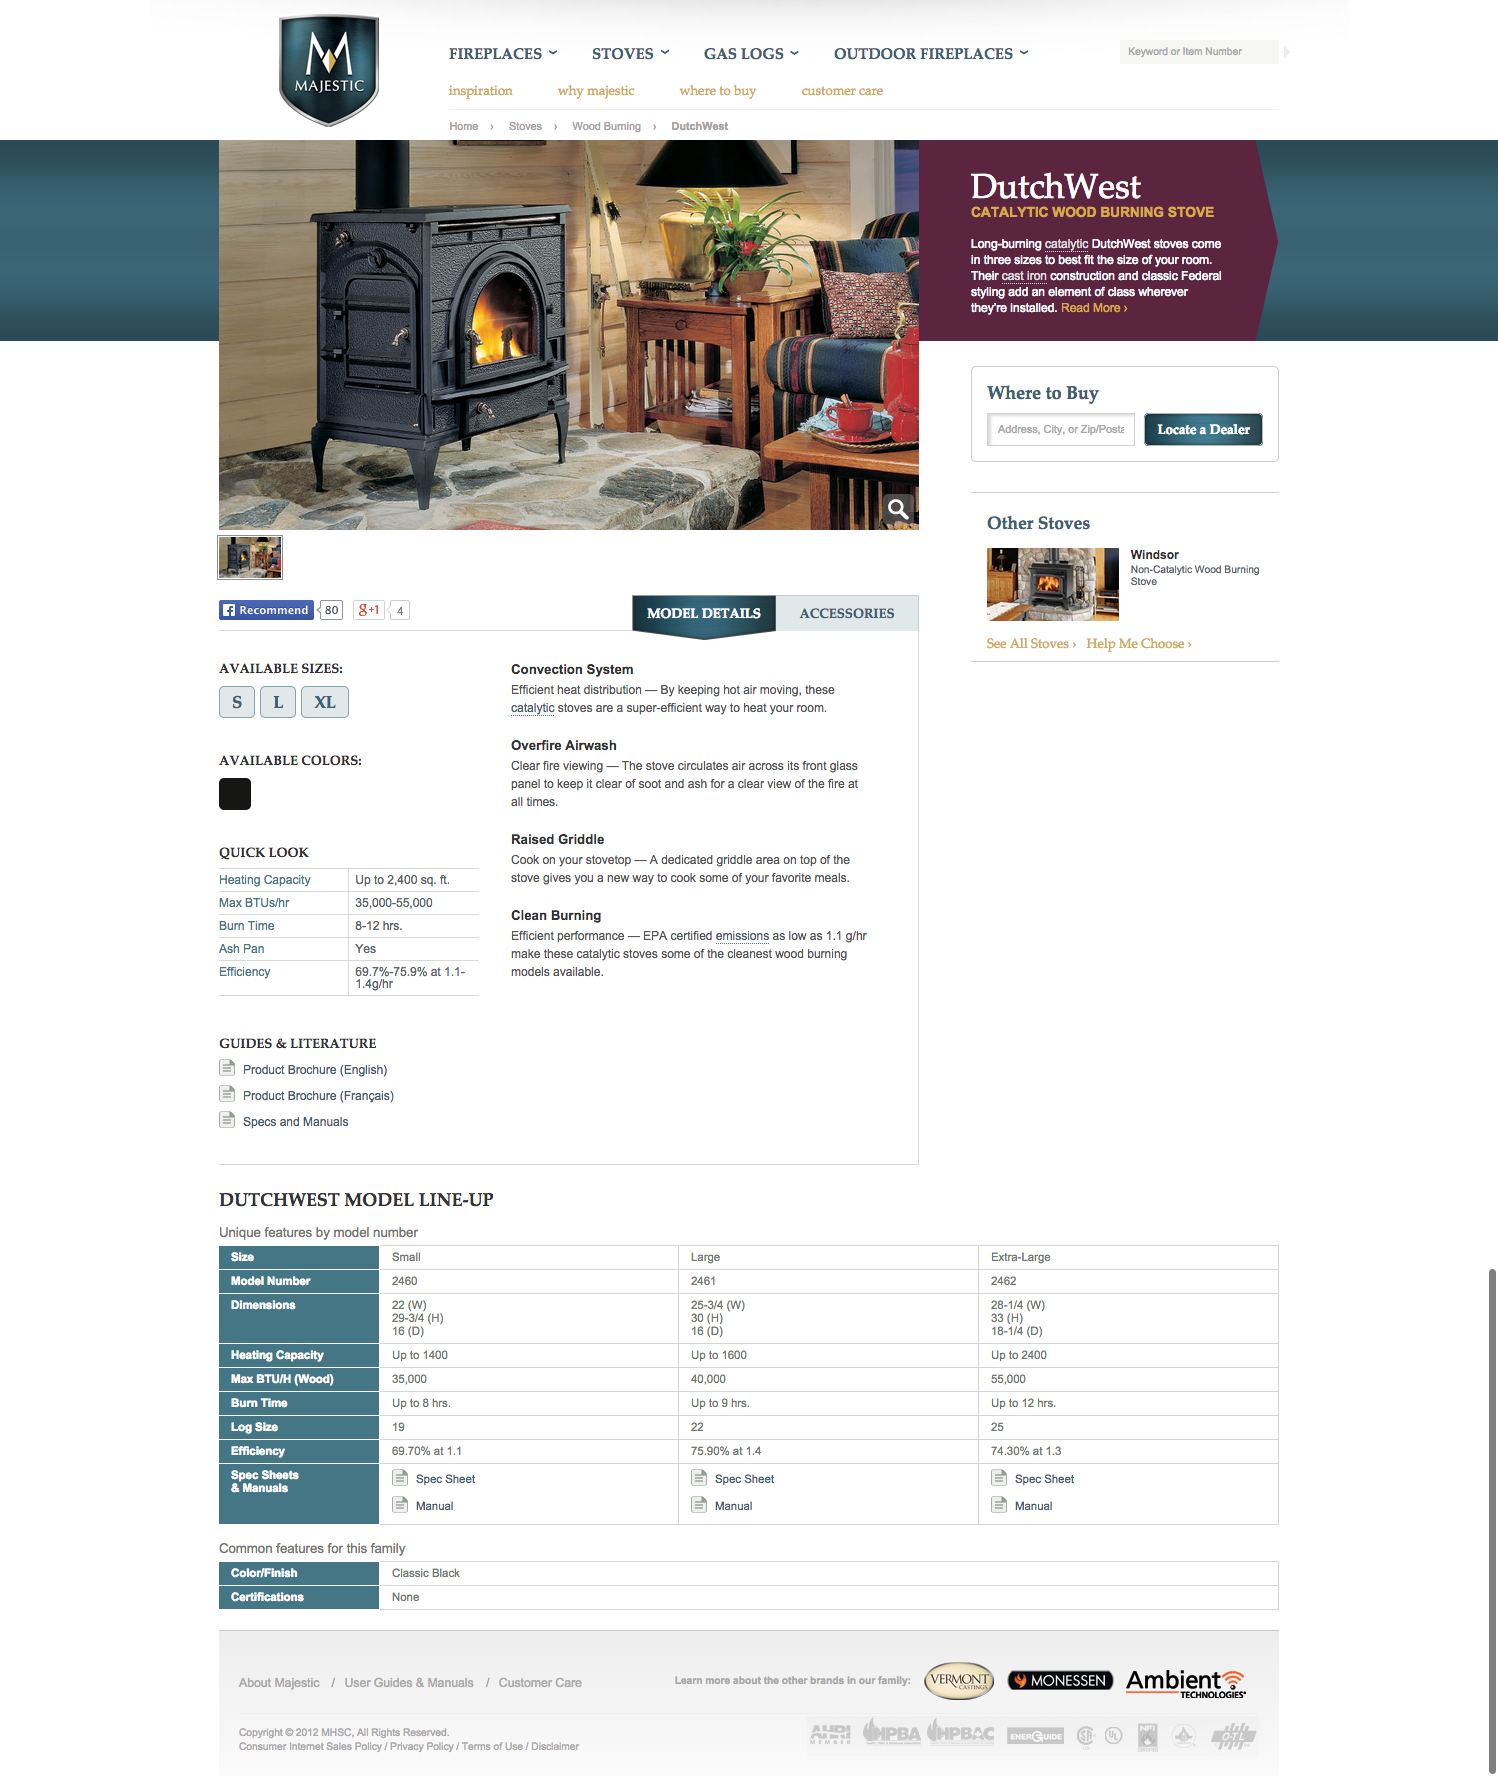 MAJESTIC
FIREPLACES
STOVES
GAS LOGS
OUTDOOR FIREPLACES
Keyword or Item Number
inspiration
why majestic
where to buy
customer care
Home › Stoves › Wood Burning › DutchWest
DutchWest
CATALYTIC WOOD BURNING STOVE
Long-burning catalytic DutchWest stoves come
in three sizes to best fit the size of your room.
Their cast iron construction and classic Federal
styling add an element of class wherever
they're installed. Read More ›
Where to Buy
Address, City, or Zip/Posta
Locate a Dealer
Other Stoves
Windsor
Non-Catalytic Wood Burning
Stove
See All Stoves › Help Me Choose ›
Recommend 80 g+1 4
MODEL DETAILS
ACCESSORIES
AVAILABLE SIZES:
S L XL
AVAILABLE COLORS:
QUICK LOOK
Heating Capacity Up to 2,400 sq. ft.
Max BTUs/hr 35,000-55,000
Burn Time 8-12 hrs.
Ash Pan Yes
Efficiency 69.7%-75.9% at 1.1-
1.4g/hr
GUIDES & LITERATURE
Product Brochure (English)
Product Brochure (Français)
Specs and Manuals
Convection System
Efficient heat distribution — By keeping hot air moving, these
catalytic stoves are a super-efficient way to heat your room.
Overfire Airwash
Clear fire viewing — The stove circulates air across its front glass
panel to keep it clear of soot and ash for a clear view of the fire at
all times.
Raised Griddle
Cook on your stovetop — A dedicated griddle area on top of the
stove gives you a new way to cook some of your favorite meals.
Clean Burning
Efficient performance — EPA certified emissions as low as 1.1 g/hr
make these catalytic stoves some of the cleanest wood burning
models available.
DUTCHWEST MODEL LINE-UP
Unique features by model number
Size Small Large Extra-Large
Model Number 2460 2461 2462
Dimensions 22 (W) 25-3/4 (W) 28-1/4 (W)
29-3/4 (H) 30 (H) 33 (H)
16 (D) 16 (D) 18-1/4 (D)
Heating Capacity Up to 1400 Up to 1600 Up to 2400
Max BTU/H (Wood) 35,000 40,000 55,000
Burn Time Up to 8 hrs. Up to 9 hrs. Up to 12 hrs.
Log Size 19 22 25
Efficiency 69.70% at 1.1 75.90% at 1.4 74.30% at 1.3
Spec Sheets Spec Sheet Spec Sheet Spec Sheet
& Manuals Manual Manual Manual
Common features for this family
Color/Finish Classic Black
Certifications None
About Majestic / User Guides & Manuals / Customer Care
Learn more about the other brands in our family:
VERMONT
CASTINGS
MONESSEN
Ambient
TECHNOLOGIES
Copyright © 2012 MHSC, All Rights Reserved.
Consumer Internet Sales Policy / Privacy Policy / Terms of Use / Disclaimer
AHRI
MEMBER
HPBA
HPBAC
ENERGUIDE
UL
NFI
O-T-L